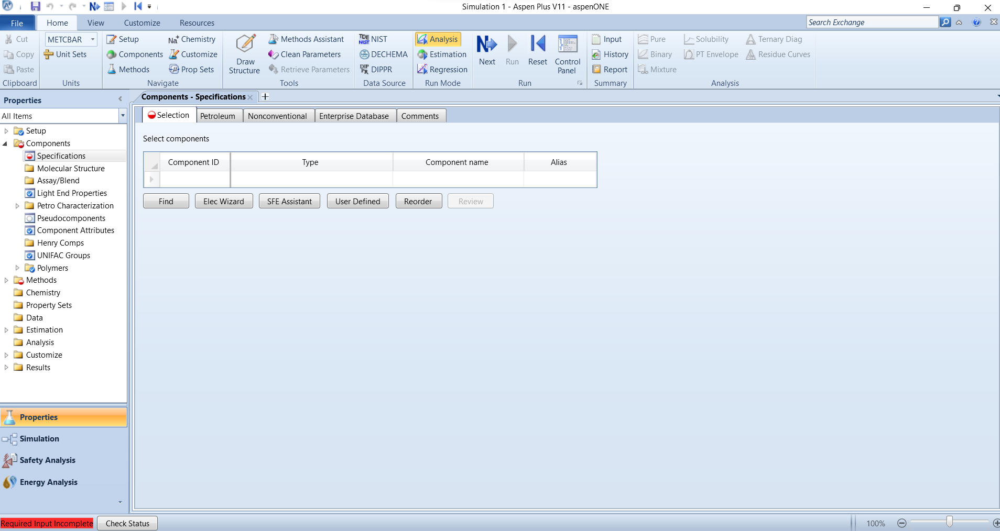 Simulation 1 - Aspen Plus V11 - aspenONE
File Home View Customize Resources Search Exchange
Cut
Copy
Paste
Clipboard
METCBAR
Unit Sets
Units
Setup Chemistry
Components Customize
Methods Prop Sets
Navigate
Draw
Structure
Methods Assistant
Clean Parameters
Retrieve Parameters
Tools
NIST
DECHEMA
DIPPR
Data Source
Analysis
Estimation
Regression
Run Mode
Next Run Reset Control
Panel
Run
Input
History
Report
Summary
Pure Solubility Ternary Diag
Binary PT Envelope Residue Curves
Mixture
Analysis
Properties
All Items
Setup
Components
Specifications
Molecular Structure
Assay/Blend
Light End Properties
Petro Characterization
Pseudocomponents
Component Attributes
Henry Comps
UNIFAC Groups
Polymers
Methods
Chemistry
Property Sets
Data
Estimation
Analysis
Customize
Results
Properties
Simulation
Safety Analysis
Energy Analysis
Components - Specifications
Selection Petroleum Nonconventional Enterprise Database Comments
Select components
Component ID Type Component name Alias
Find Elec Wizard SFE Assistant User Defined Reorder Review
Required Input Incomplete Check Status 100%